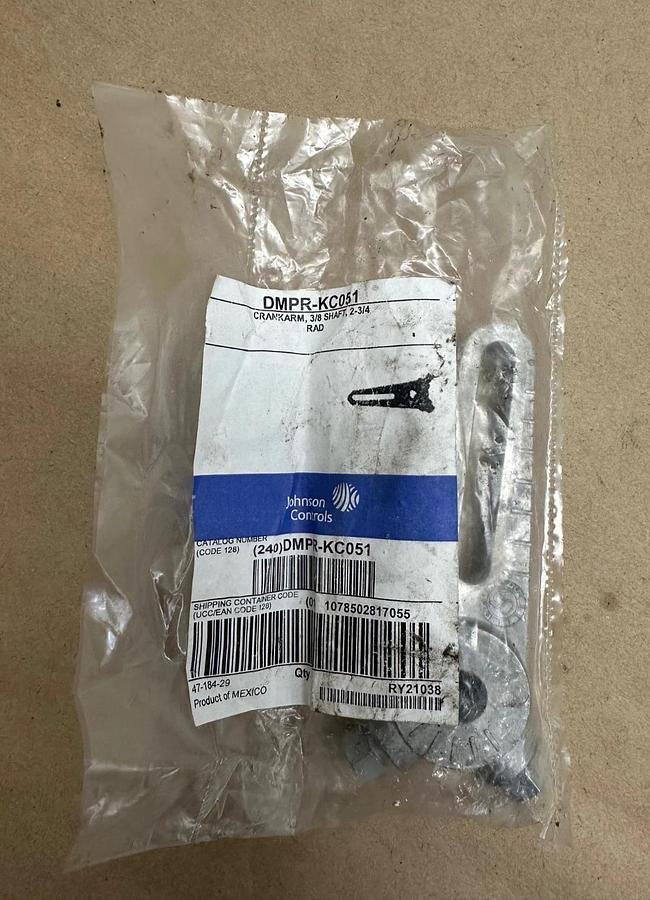 DMPR-KC051
CRANKARM, 3/8 SHAFT, 2-3/4
RAD
Johnson
Controls
CATALOG NUMBER
(CODE 128)
(240)DMPR-KC051
SHIPPING CONTAINER CODE
(UCC/EAN CODE 128)
(01 1078502817055
47-184-29
Qty
RY21038
Product of MEXICO